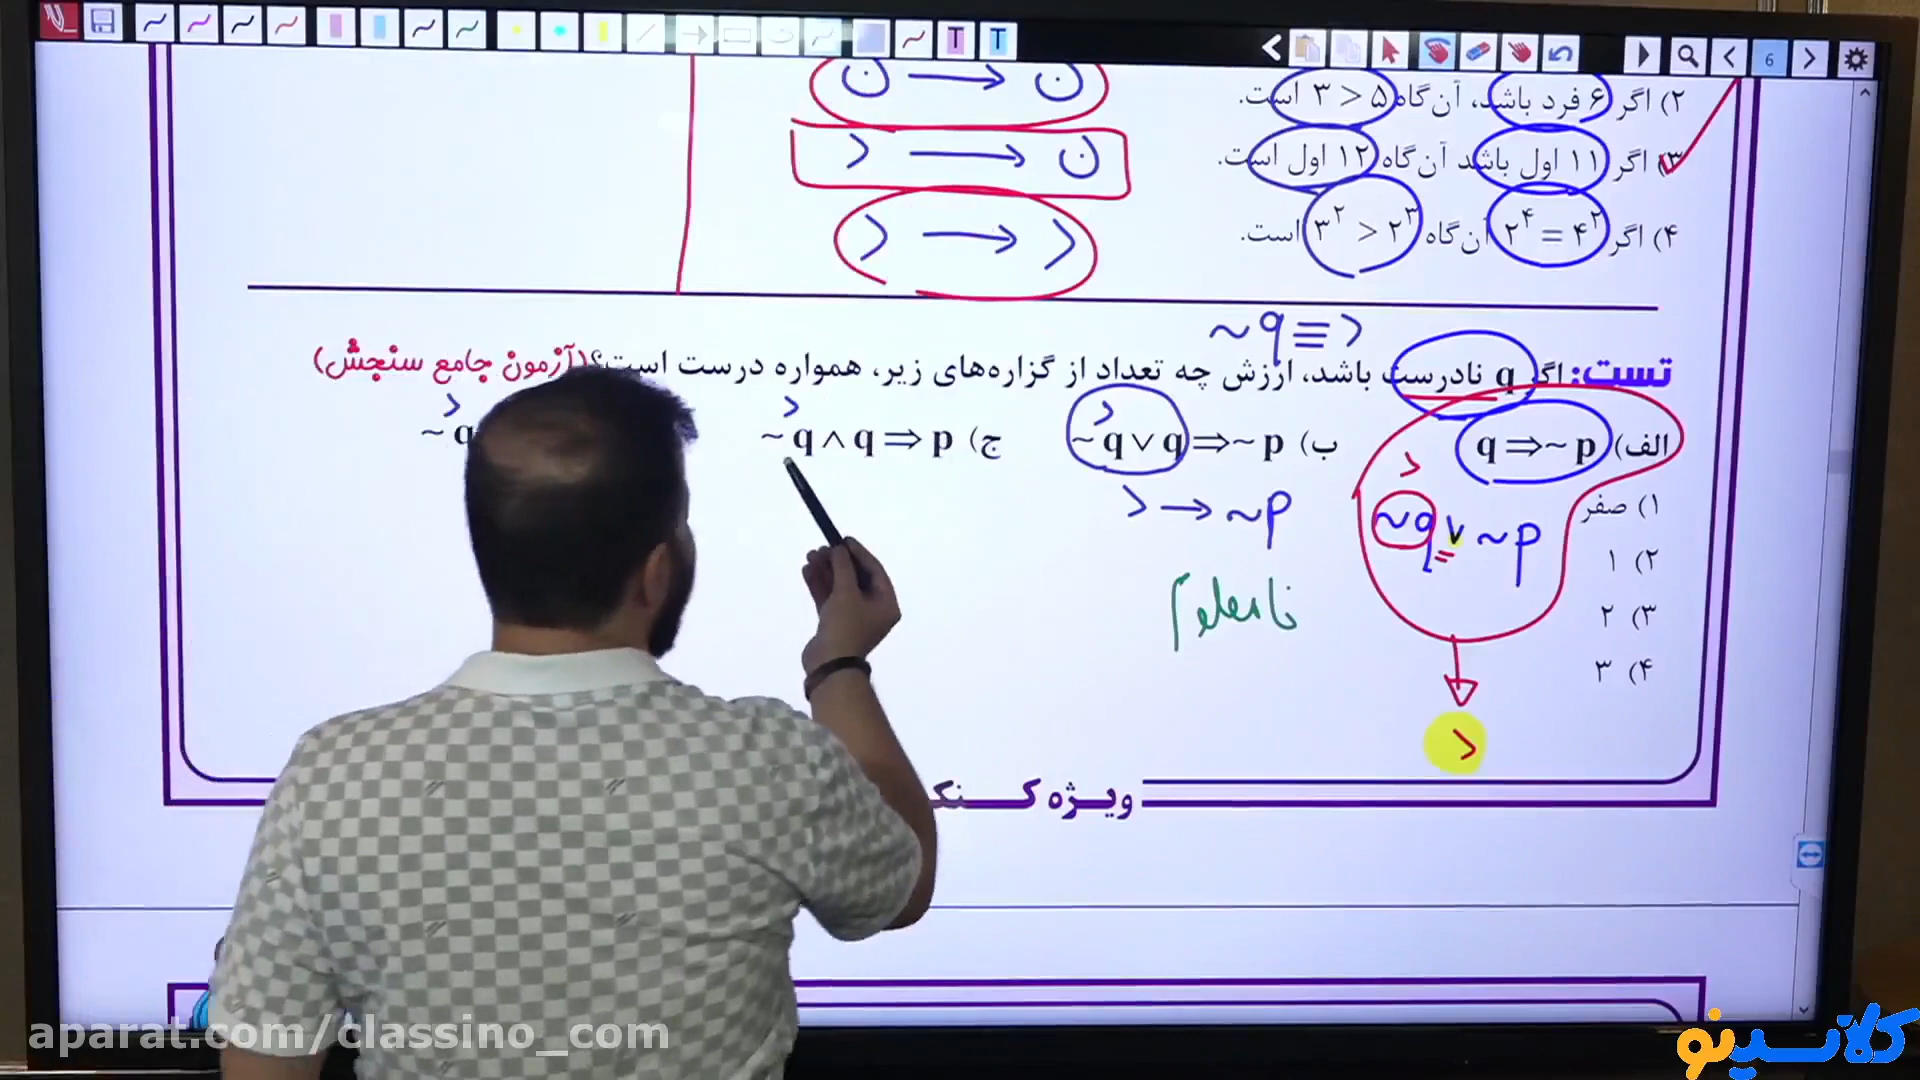 ۲) اگر ۶ فرد باشد، آن‌گاه ۳ > ۵ است.
ن → ن
۳) اگر ۱۱ اول باشد آن‌گاه ۱۲ اول است.
د → ن
۴) اگر ۲^۴ = ۴^۲ آن‌گاه ۳^۲ > ۲^۳ است.
د → د
~q ≡ د
تست: اگر q نادرست باشد، ارزش چه تعداد از گزاره‌های زیر، همواره درست است؟ (آزمون جامع سنجش)
الف) q ⇒ ~p
ب) ~q ∨ q ⇒ ~p
ج) ~q ∧ q ⇒ p
~q
د د د د
~q ∨ ~p
د → ~p
نامعلوم
۱) صفر
۲) ۱
۳) ۲
۴) ۳
د
ویژه
6
aparat.com/classino_com
کلاسینو